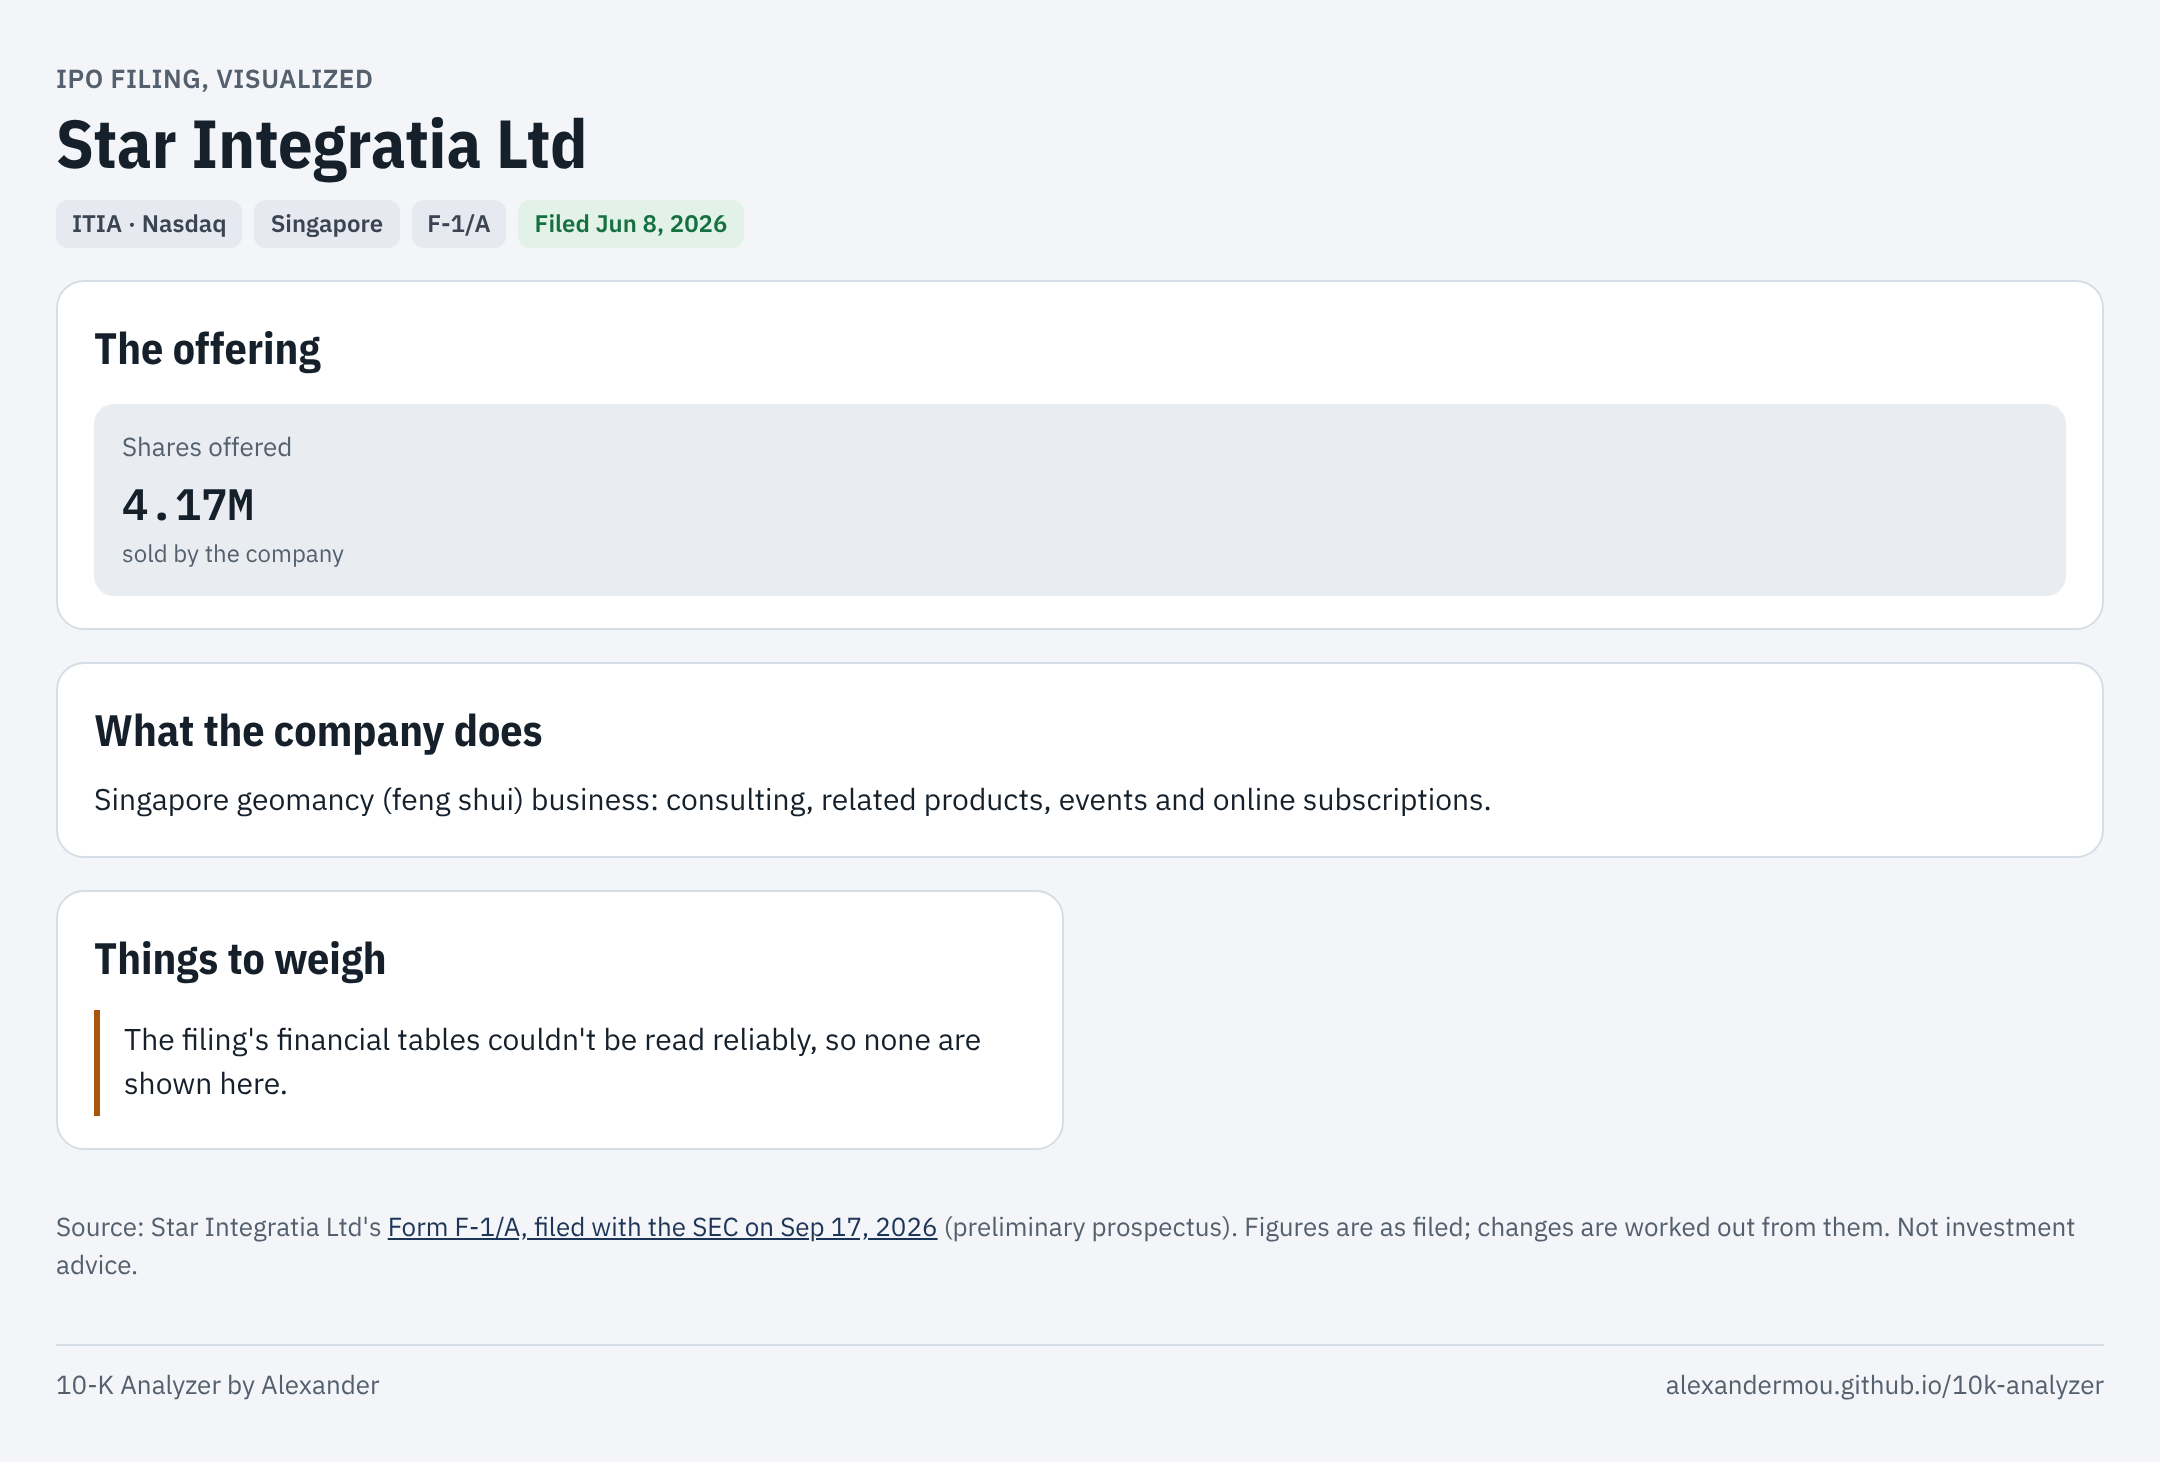 IPO FILING, VISUALIZED
Star Integratia Ltd
ITIA · Nasdaq Singapore F-1/A Filed Jun 8, 2026
The offering
Shares offered
4.17M
sold by the company
What the company does
Singapore geomancy (feng shui) business: consulting, related products, events and online subscriptions.
Things to weigh
The filing's financial tables couldn't be read reliably, so none are
shown here.
Source: Star Integratia Ltd's Form F-1/A, filed with the SEC on Sep 17, 2026 (preliminary prospectus). Figures are as filed; changes are worked out from them. Not investment
advice.
10-K Analyzer by Alexander alexandermou.github.io/10k-analyzer